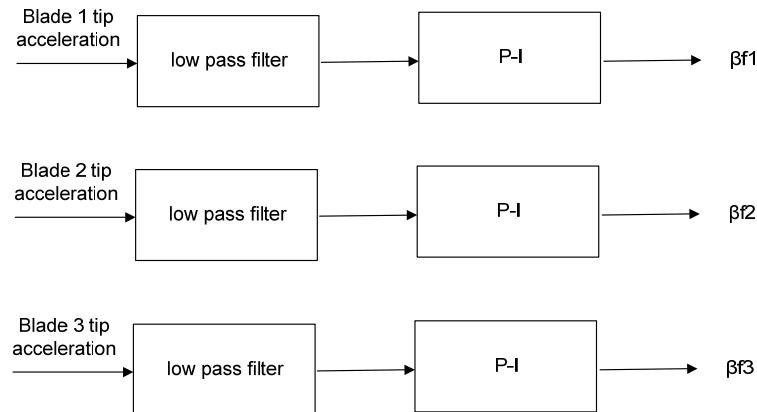 Blade 1 tip
acceleration
low pass filter
P-I
βf1
Blade 2 tip
acceleration
low pass filter
P-I
βf2
Blade 3 tip
acceleration
low pass filter
P-I
βf3